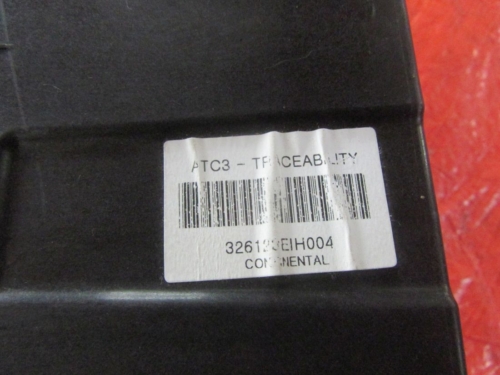 ATC3 - TRACEABILITY
CONTINENTAL